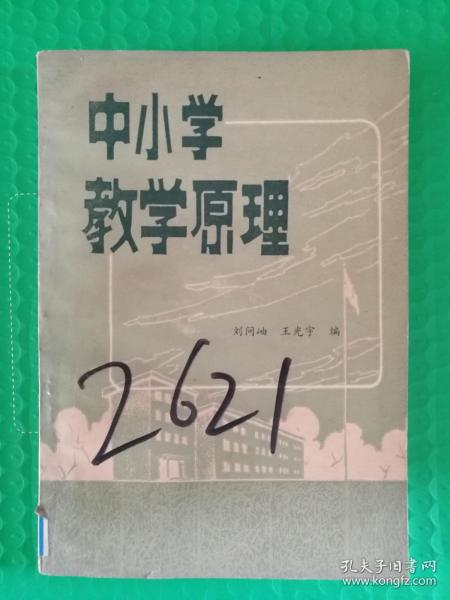 中小学
教学原理
刘问岫 王光宇 编
2621
孔夫子旧书网
www.kongfz.com